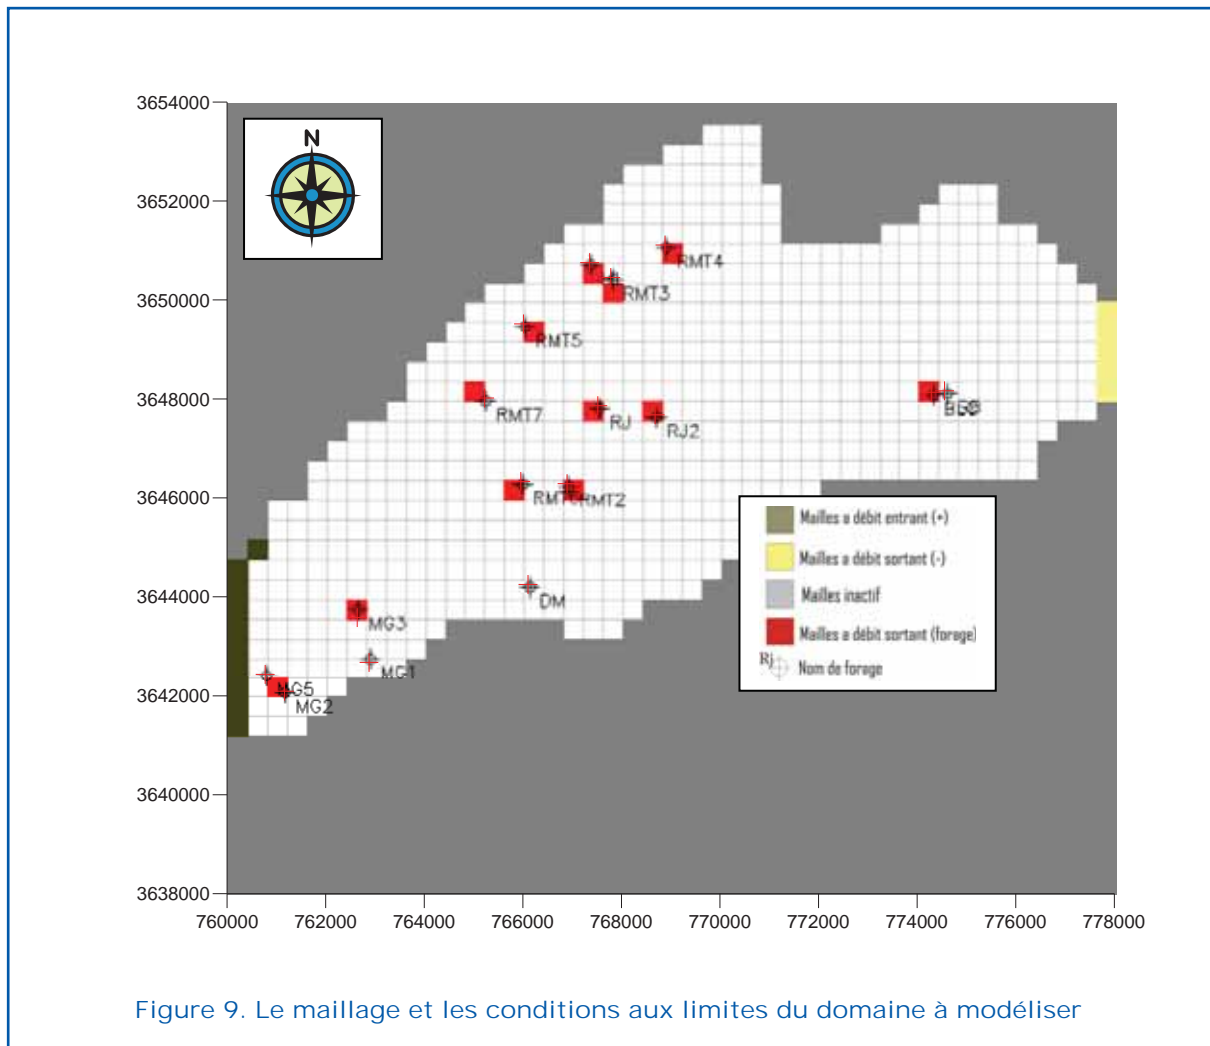 3654000
N
3652000
RMT4
3650000
RMT3
RMT5
3648000
RMT7
RJ
RJ2
3646000
RMT2
Mailles a débit entrant (+)
Mailles a débit sortant (-)
Mailles inactif
Mailles a débit sortant (forage)
Rj
Nom de forage
3644000
DM
MG3
MG1
3642000
MG5
MG2
3640000
3638000
760000 762000 764000 766000 768000 770000 772000 774000 776000 778000
Figure 9. Le maillage et les conditions aux limites du domaine à modéliser